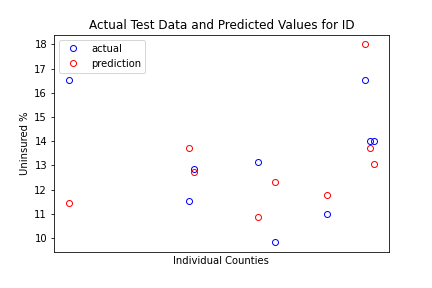 Actual Test Data and Predicted Values for ID
actual
prediction
18
17
16
15
14
13
12
11
10
Uninsured %
Individual Counties